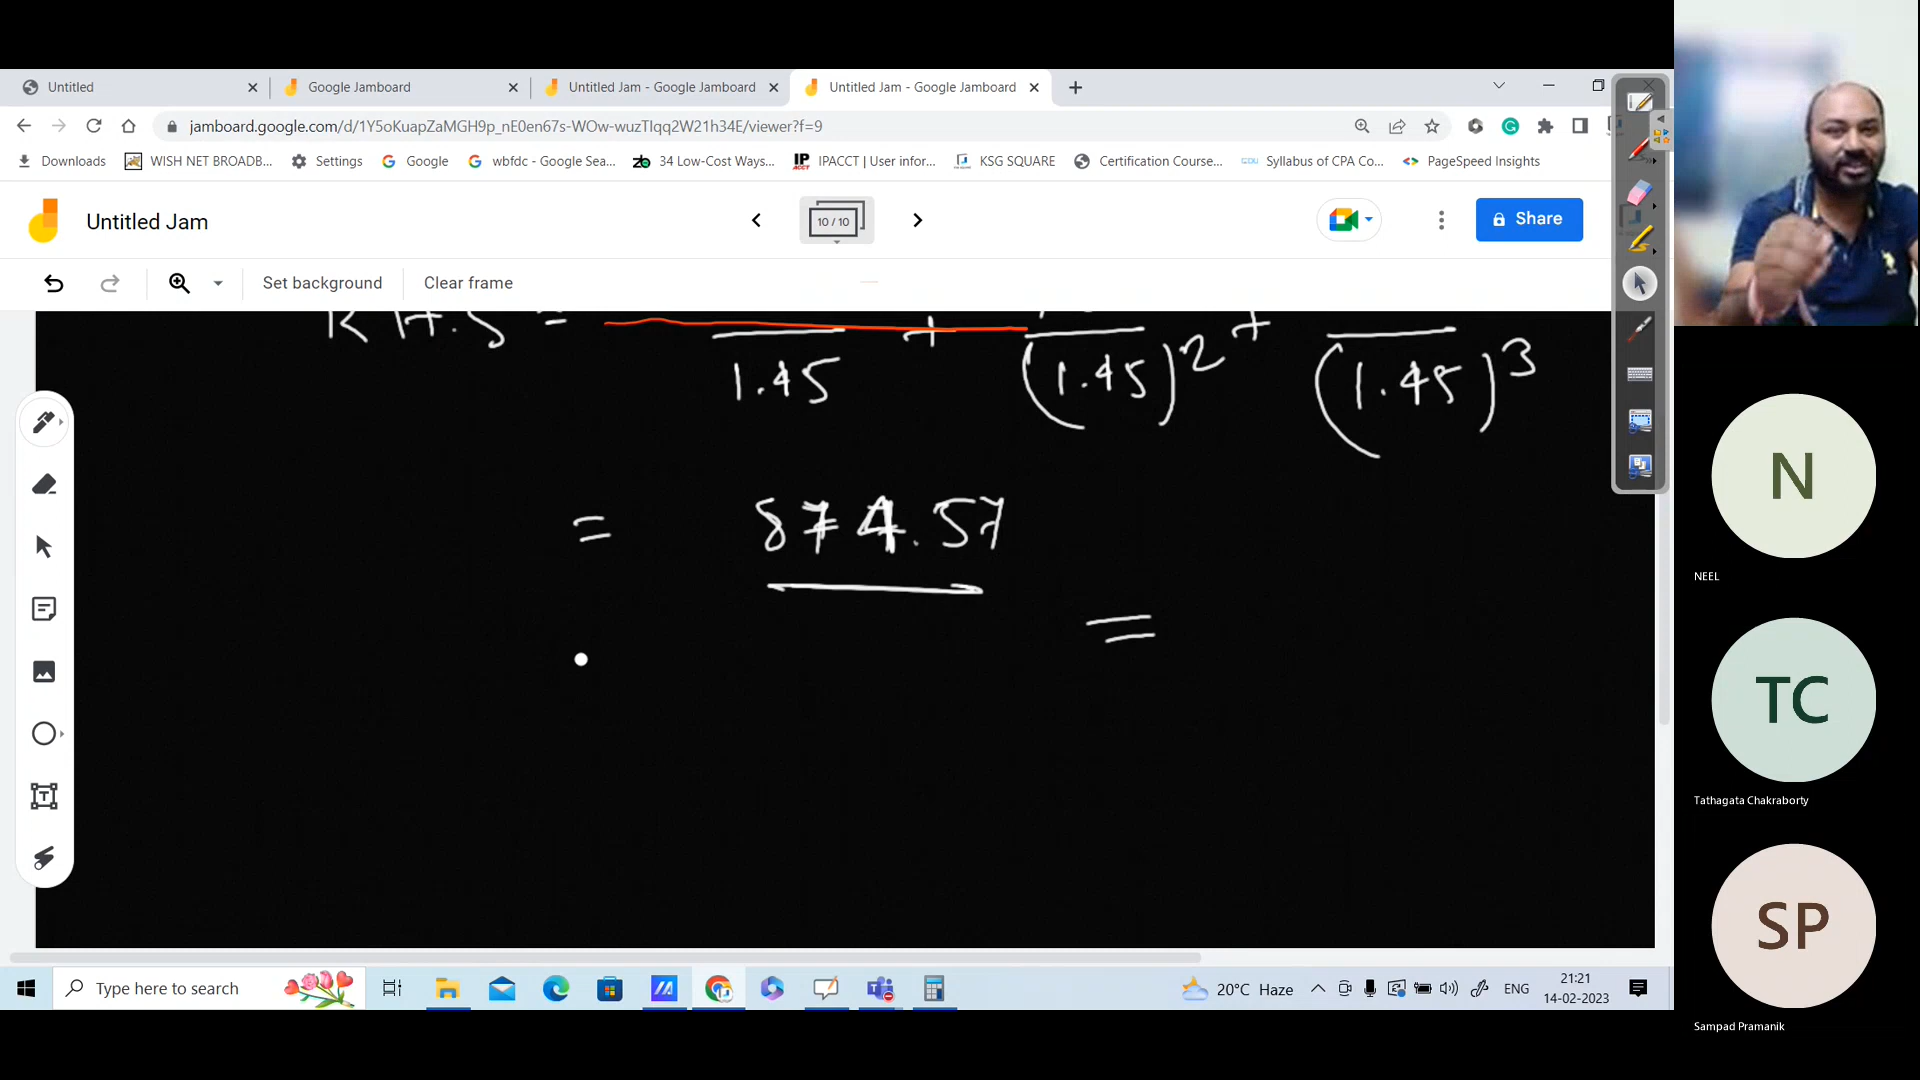 Untitled
Google Jamboard
Untitled Jam - Google Jamboard
Untitled Jam - Google Jamboard
jamboard.google.com/d/1Y5oKuapZaMGH9p_nE0en67s-WOw-wuzTlqq2W21h34E/viewer?f=9
Downloads
WISH NET BROADB...
Settings
Google
wbfdc - Google Sea...
34 Low-Cost Ways...
IPACCT | User infor...
KSG SQUARE
Certification Course...
Syllabus of CPA Co...
PageSpeed Insights
Untitled Jam
10 / 10
Share
Set background
Clear frame
R H.S =
1.45 + (1.45)2 + (1.45)3
= 874.57
=
N
NEEL
TC
Tathagata Chakraborty
SP
Sampad Pramanik
Type here to search
20°C Haze
ENG
21:21
14-02-2023